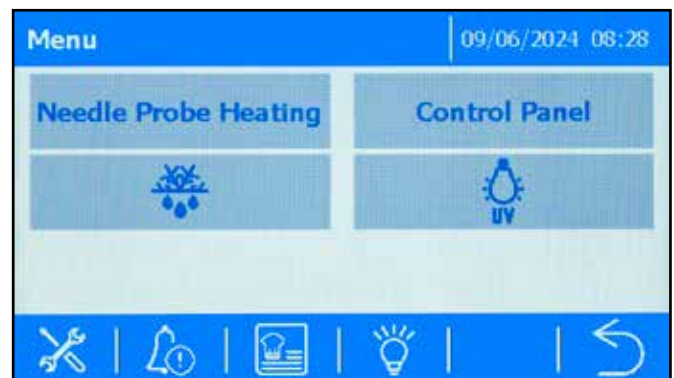 Menu
09/06/2024 08:28
Needle Probe Heating
Control Panel
UV